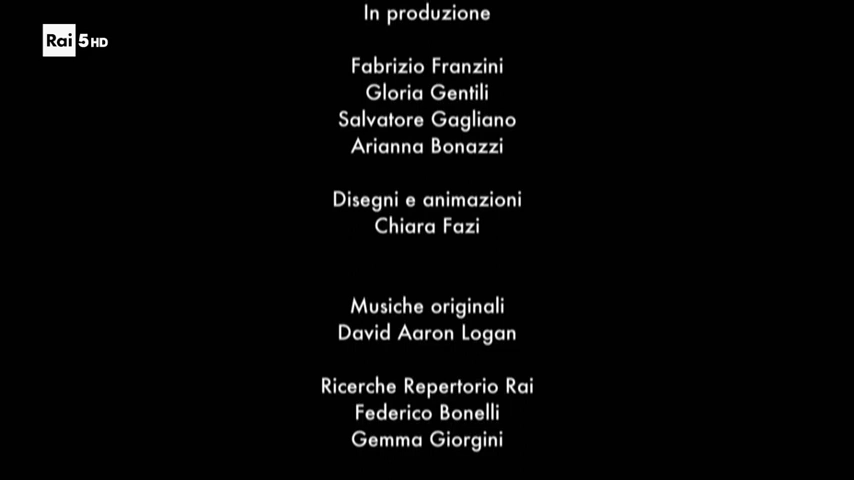 In produzione
Rai 5HD
Fabrizio Franzini
Gloria Gentili
Salvatore Gagliano
Arianna Bonazzi
Disegni e animazioni
Chiara Fazi
Musiche originali
David Aaron Logan
Ricerche Repertorio Rai
Federico Bonelli
Gemma Giorgini